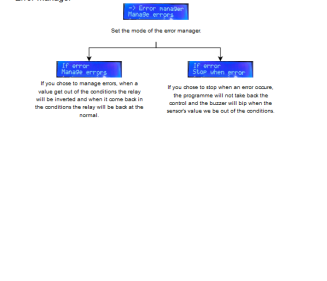 Error manager
-> Error manager
Manage errors
Set the mode of the error manager.
If error
Manage errors
If error
Stop when error
If you chose to manage errors, when a
value get out of the conditions the relay
will be inverted and when it come back in
the conditions the relay will be back at the
normal.
If you chose to stop when an error occure,
the programme will not take back the
control and the buzzer will bip when the
sensor's value we be out of the conditions.